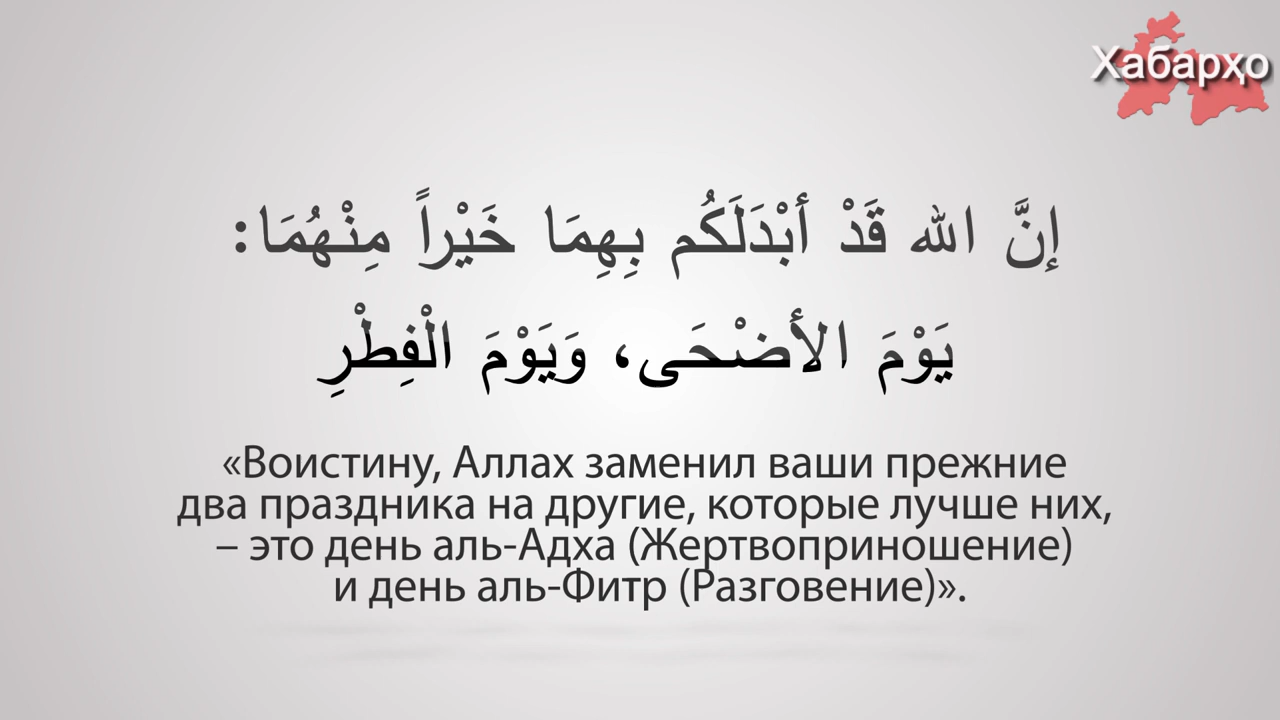 Хабарҳо
إِنَّ الله قَدْ أَبْدَلَكُم بِهِمَا خَيْراً مِنْهُمَا:
يَوْمَ الأَضْحَى، وَيَوْمَ الْفِطْرِ
«Воистину, Аллах заменил ваши прежние
два праздника на другие, которые лучше них,
– это день аль-Адха (Жертвоприношение)
и день аль-Фитр (Разговение)».